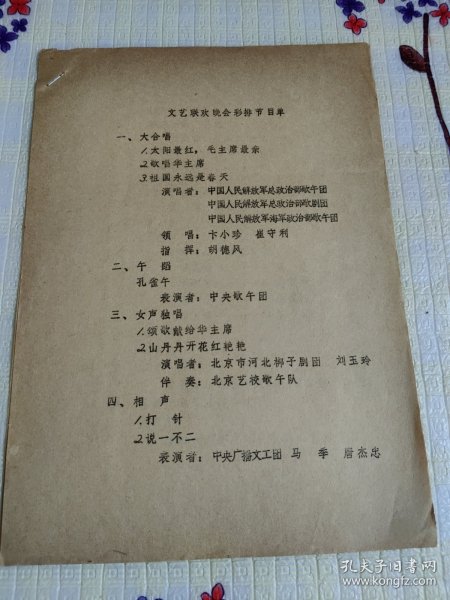 文艺联欢晚会彩排节目单
一、大合唱
1.太阳最红，毛主席最亲
2.歌唱华主席
3.祖国永远是春天
演唱者：中国人民解放军总政治部歌午团
中国人民解放军总政治部歌剧团
中国人民解放军海军政治部歌午团
领 唱：卞小珍 崔守利
指 挥：胡德风
二、午 蹈
孔雀午
表演者：中央歌午团
三、女声独唱
1.颂歌献给华主席
2.山丹丹开花红艳艳
演唱者：北京市河北梆子剧团 刘玉玲
伴 奏：北京艺校歌午队
四、相 声
1.打 针
2.说一不二
表演者：中央广播文工团 马 季 唐杰忠
孔夫子旧书网
www.kongfz.com